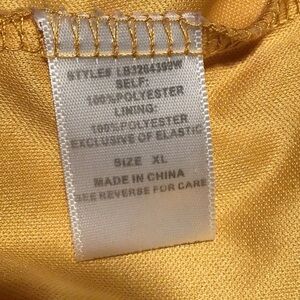 STYLE# LB3264392W
SELF:
100%POLYESTER
LINING:
100%POLYESTER
EXCLUSIVE OF ELASTIC
SIZE XL
MADE IN CHINA
SEE REVERSE FOR CARE